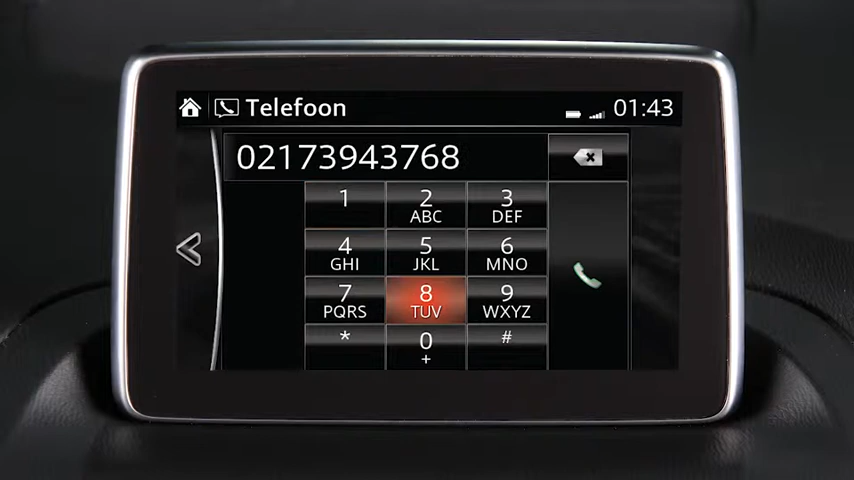 Telefoon 01:43
02173943768
1 2 3
ABC DEF
4 5 6
GHI JKL MNO
7 8 9
PQRS TUV WXYZ
* 0 #
+